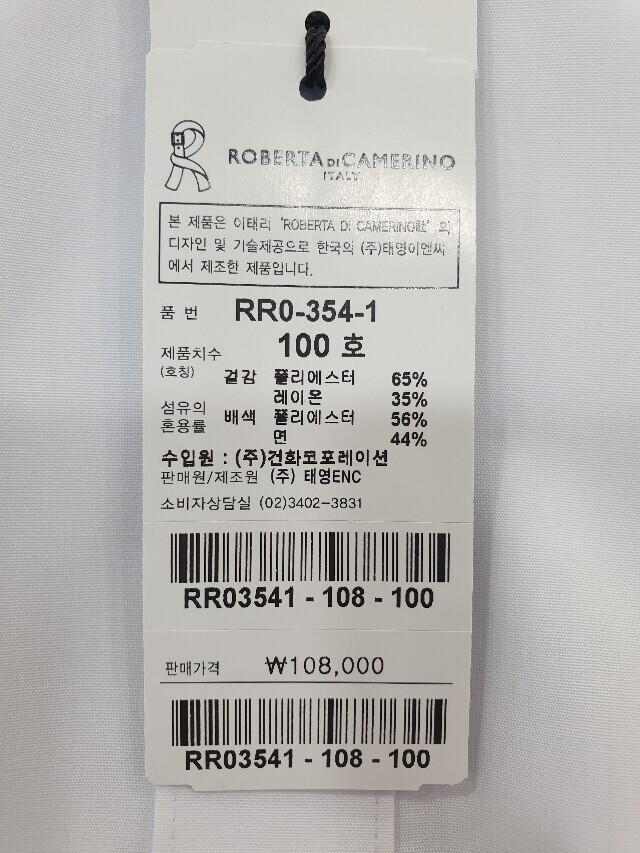 ROBERTA DI CAMERINO
ITALY
본 제품은 이태리 'ROBERTA DI CAMERINO社' 의
디자인 및 기술제공으로 한국의 (주)태영이엔씨
에서 제조한 제품입니다.
품 번 RR0-354-1
제품치수 100 호
(호칭)
겉감 폴리에스터 65%
레이온 35%
섬유의 배색 폴리에스터 56%
혼용률 면 44%
수입원 : (주)건화코포레이션
판매원/제조원 (주) 태영ENC
소비자상담실 (02)3402-3831
RR03541 - 108 - 100
판매가격 ₩108,000
RR03541 - 108 - 100